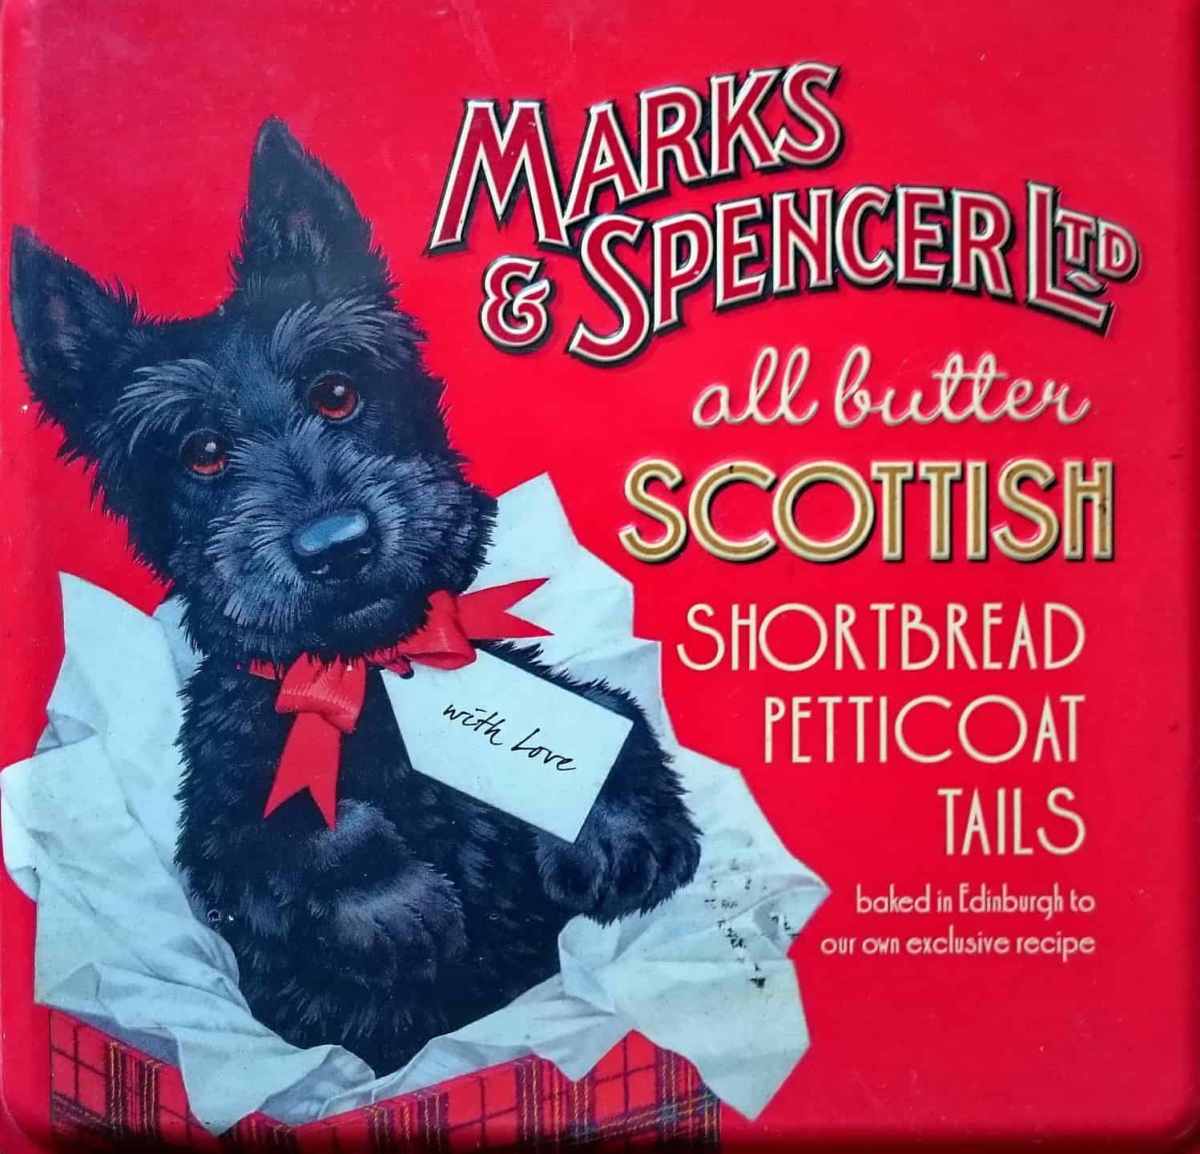 MARKS
& SPENCER LTD
all butter
SCOTTISH
SHORTBREAD
PETTICOAT
TAILS
baked in Edinburgh to
our own exclusive recipe
with love